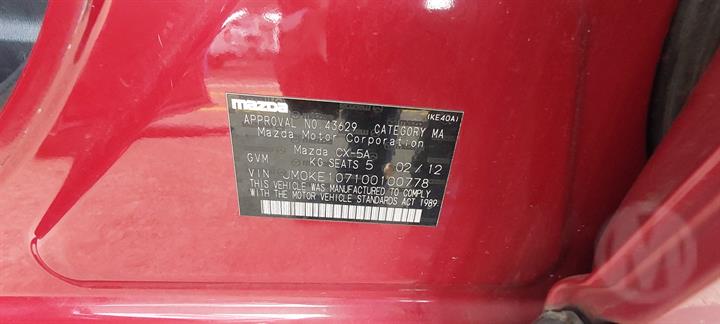 mazda (KE40A)
APPROVAL NO.43629 CATEGORY MA
Mazda Motor Corporation
Mazda CX-5A
GVM KG SEATS 5 02/12
VIN JM0KE107100100778
THIS VEHICLE WAS MANUFACTURED TO COMPLY
WITH THE MOTOR VEHICLE STANDARDS ACT 1989
M